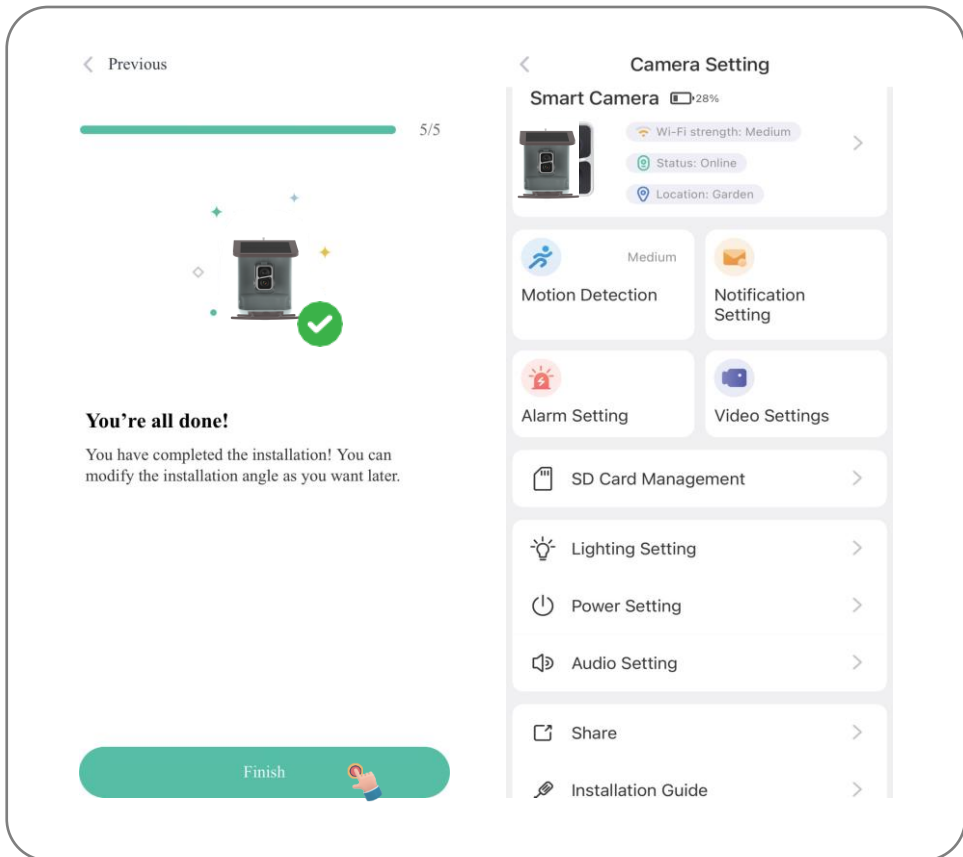 Previous
5/5
You're all done!
You have completed the installation! You can
modify the installation angle as you want later.
Finish
Camera Setting
Smart Camera 28%
Wi-Fi strength: Medium
Status: Online
Location: Garden
Medium
Motion Detection
Notification
Setting
Alarm Setting
Video Settings
SD Card Management
Lighting Setting
Power Setting
Audio Setting
Share
Installation Guide